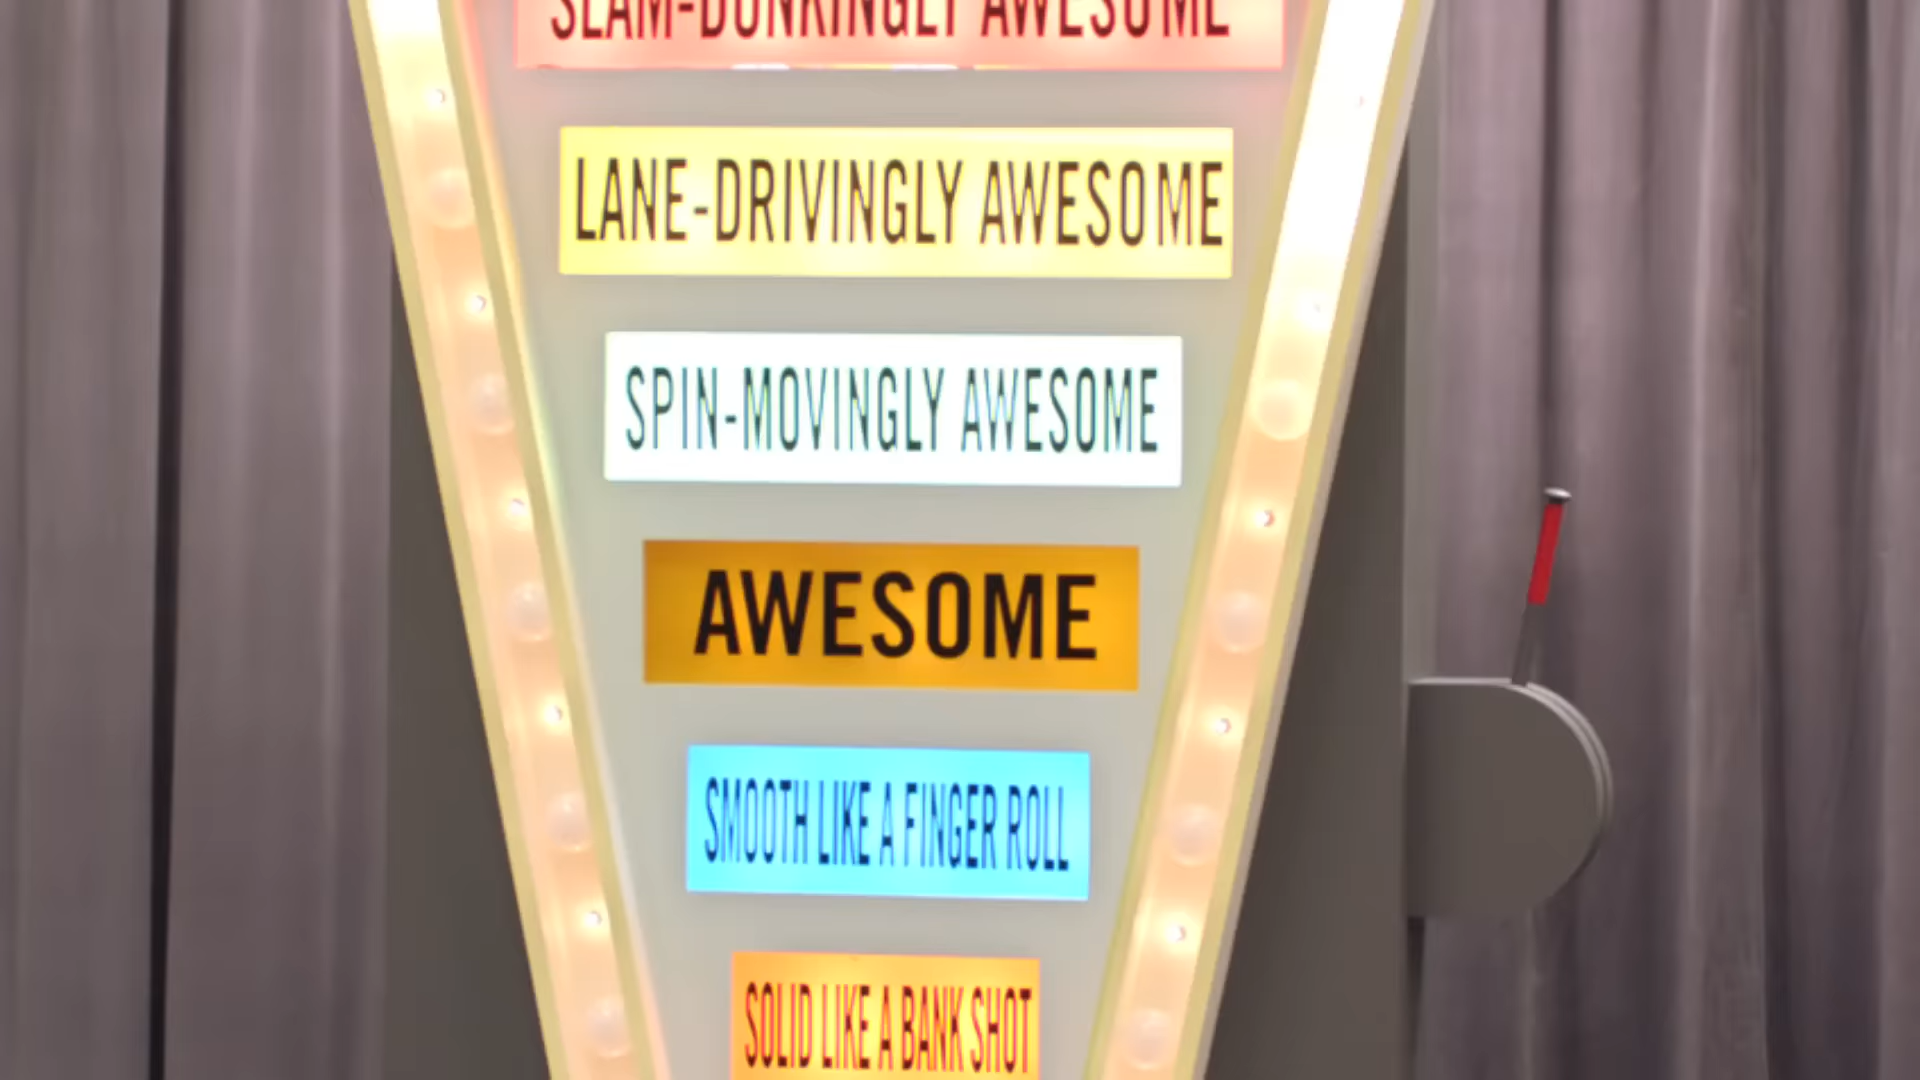 SLAM-DUNKINGLY AWESOME
LANE-DRIVINGLY AWESOME
SPIN-MOVINGLY AWESOME
AWESOME
SMOOTH LIKE A FINGER ROLL
SOLID LIKE A BANK SHOT